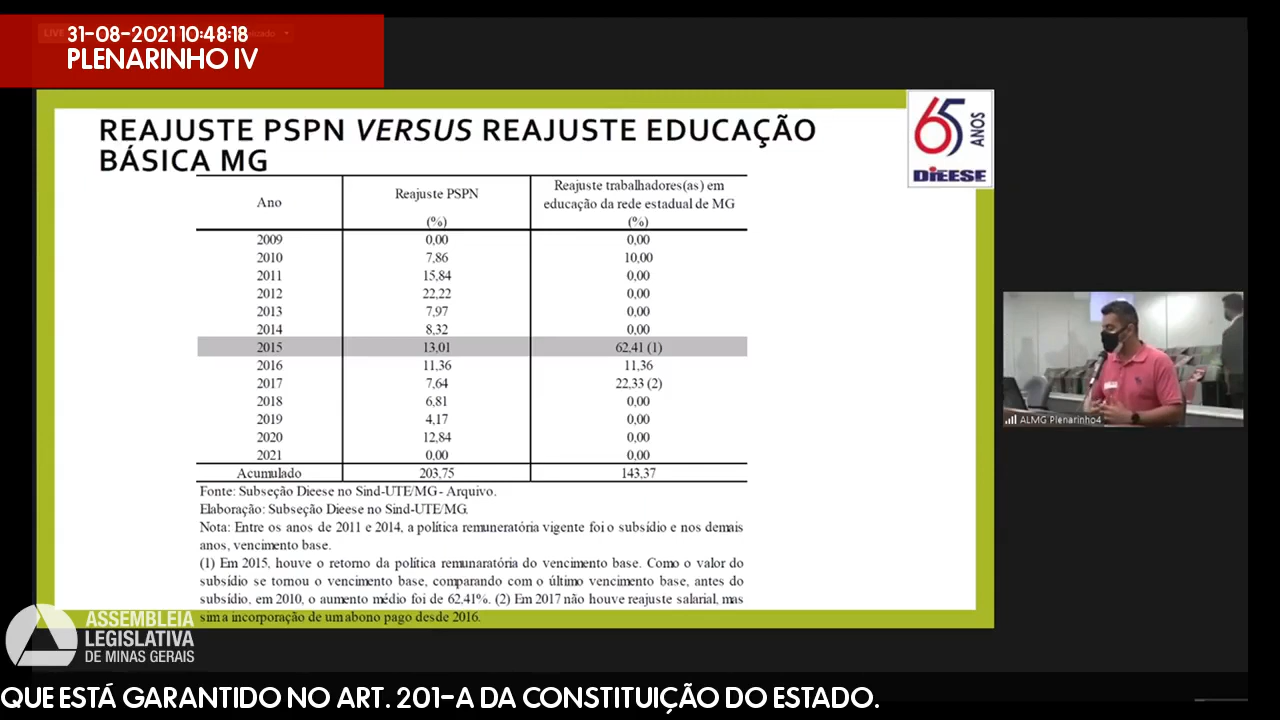 LIVE
31-08-2021 10:48:18
PLENARINHO IV
REAJUSTE PSPN VERSUS REAJUSTE EDUCAÇÃO
BÁSICA MG
65
ANOS
DIEESE
Ano
Reajuste PSPN
(%)
Reajuste trabalhadores(as) em
educação da rede estadual de MG
(%)
2009 0,00 0,00
2010 7,86 10,00
2011 15,84 0,00
2012 22,22 0,00
2013 7,97 0,00
2014 8,32 0,00
2015 13,01 62,41 (1)
2016 11,36 11,36
2017 7,64 22,33 (2)
2018 6,81 0,00
2019 4,17 0,00
2020 12,84 0,00
2021 0,00 0,00
Acumulado 203,75 143,37
Fonte: Subseção Dieese no Sind-UTE/MG - Arquivo.
Elaboração: Subseção Dieese no Sind-UTE/MG.
Nota: Entre os anos de 2011 e 2014, a política remuneratória vigente foi o subsídio e nos demais
anos, vencimento base.
(1) Em 2015, houve o retorno da política remunaratória do vencimento base. Como o valor do
subsídio se tornou o vencimento base, comparando com o último vencimento base, antes do
subsídio, em 2010, o aumento médio foi de 62,41%. (2) Em 2017 não houve reajuste salarial, mas
sim a incorporação de um abono pago desde 2016.
ALMG Plenarinho4
ASSEMBLEIA
LEGISLATIVA
DE MINAS GERAIS
QUE ESTÁ GARANTIDO NO ART. 201-A DA CONSTITUIÇÃO DO ESTADO.